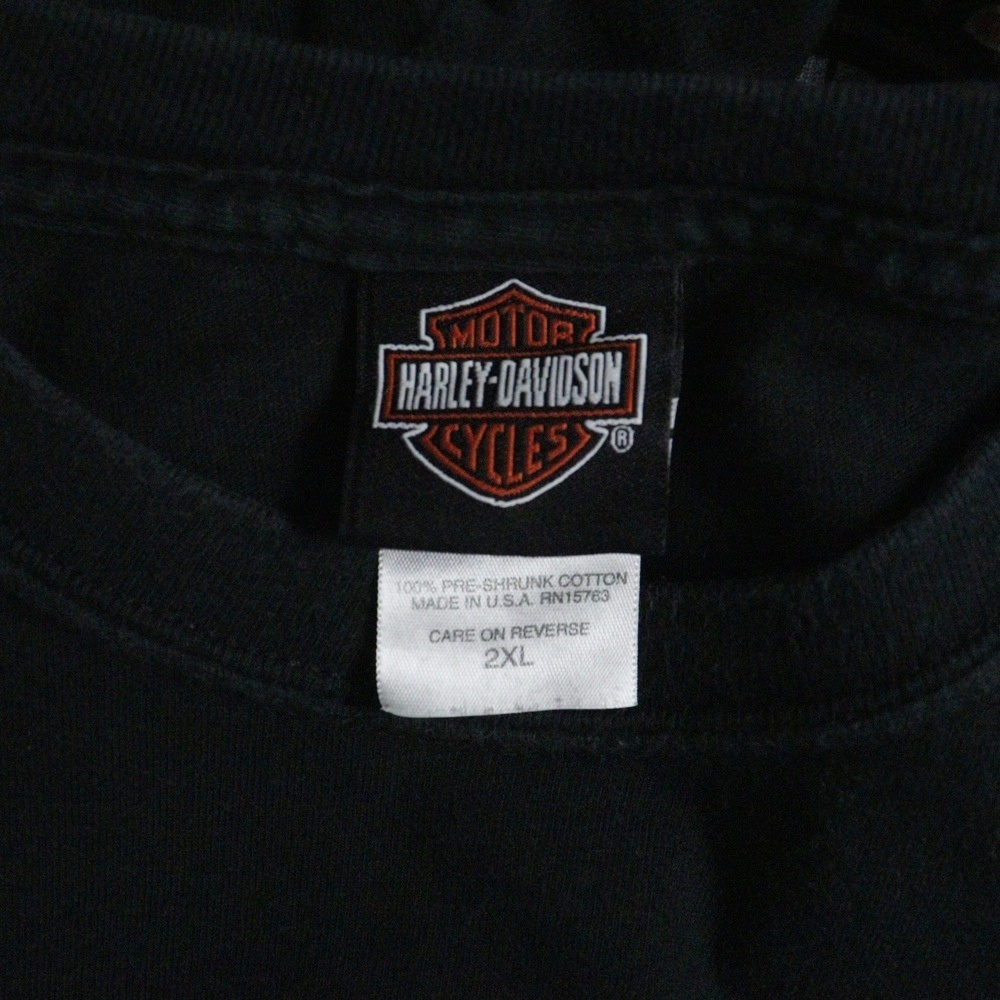 MOTOR
HARLEY-DAVIDSON
CYCLES
®
100% PRE-SHRUNK COTTON
MADE IN U.S.A. RN15763
CARE ON REVERSE
2XL